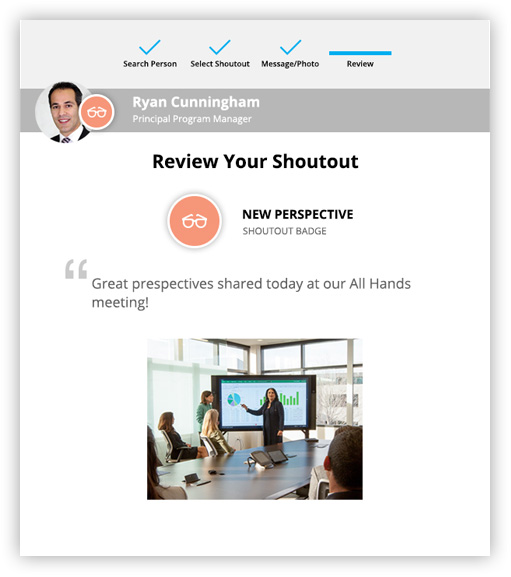 Search Person
Select Shoutout
Message/Photo
Review
Ryan Cunningham
Principal Program Manager
Review Your Shoutout
NEW PERSPECTIVE
SHOUTOUT BADGE
“
Great prespectives shared today at our All Hands
meeting!